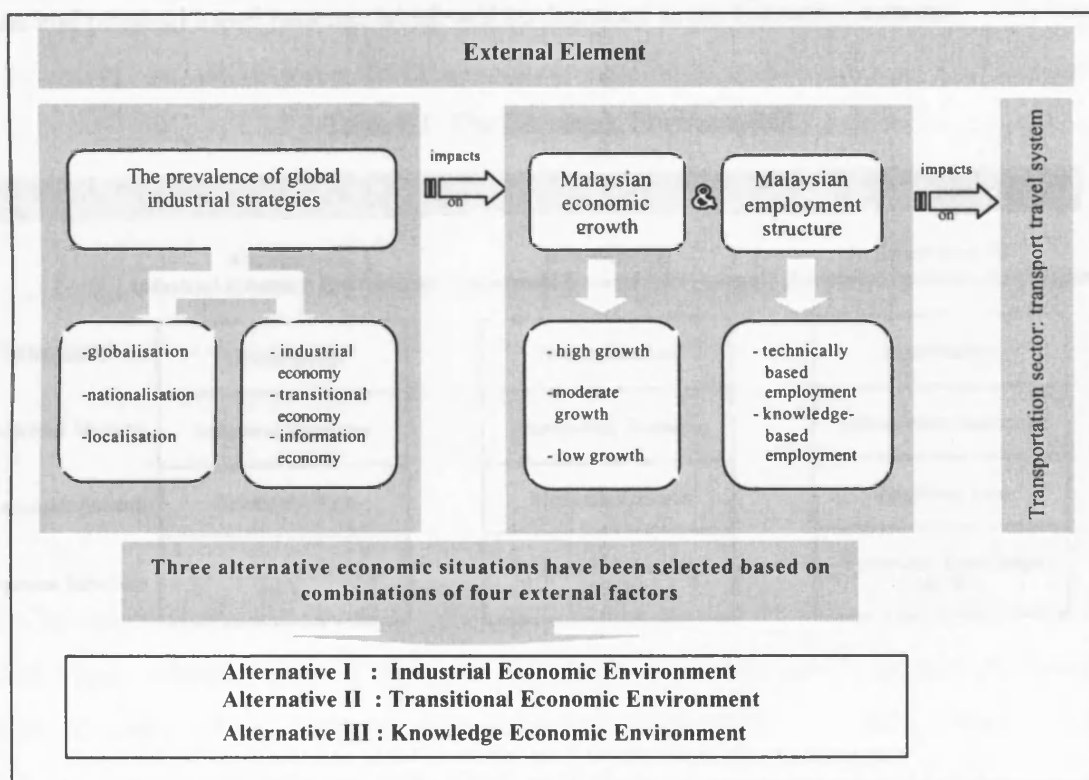 External Element
The prevalence of global
industrial strategies
impacts
on
Malaysian
economic
growth
&
Malaysian
employment
structure
impacts
on
Transportation sector: transport travel system
-globalisation
-nationalisation
-localisation
- industrial
economy
- transitional
economy
- information
economy
- high growth
-moderate
growth
- low growth
- technically
based
employment
- knowledge-
based
employment
Three alternative economic situations have been selected based on
combinations of four external factors
Alternative I : Industrial Economic Environment
Alternative II : Transitional Economic Environment
Alternative III : Knowledge Economic Environment